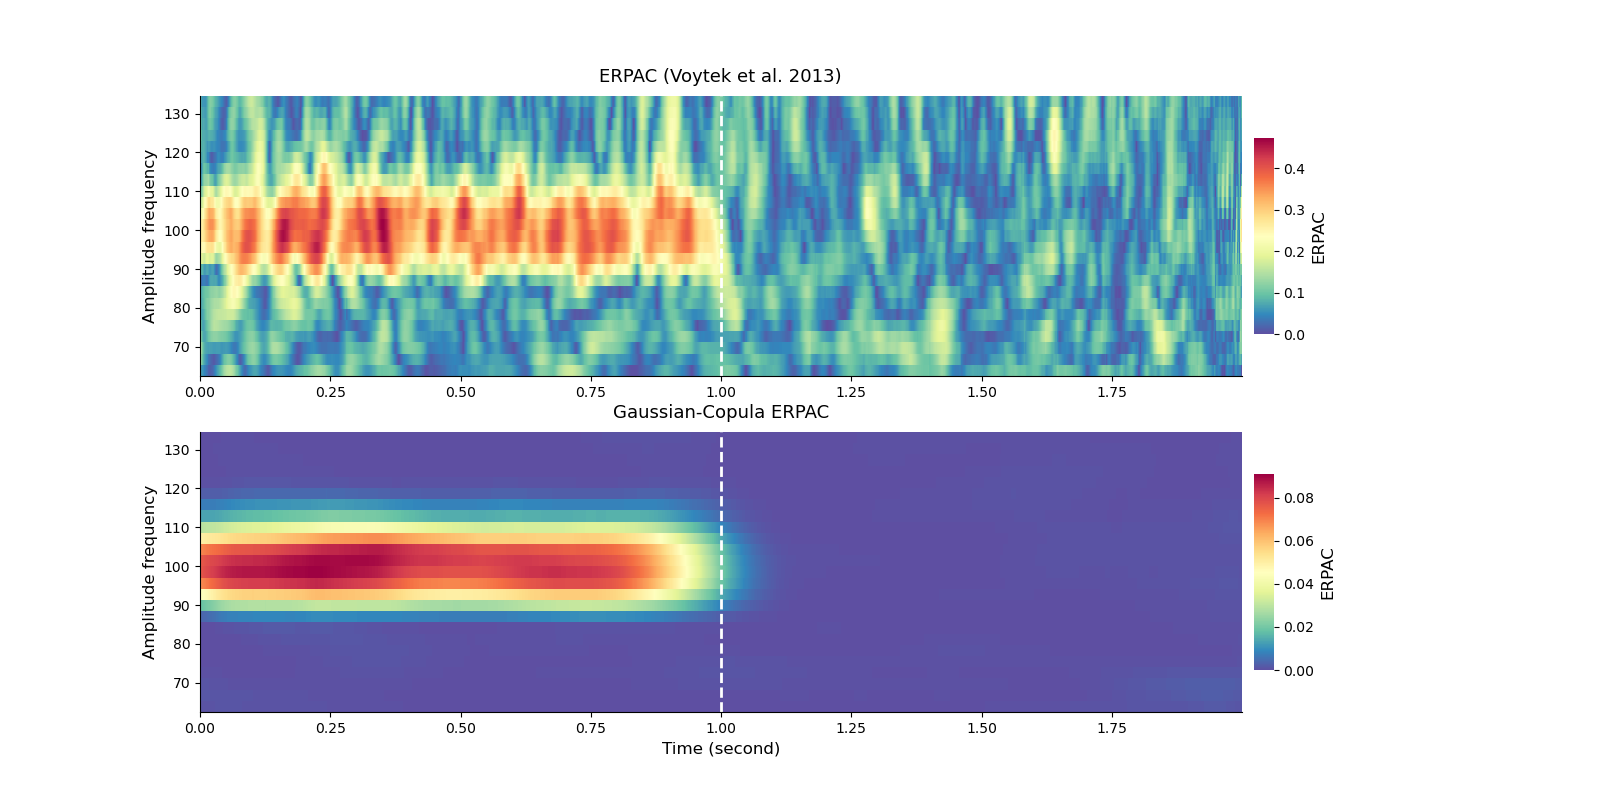 ERPAC (Voytek et al. 2013)
Amplitude frequency
130
120
110
100
90
80
70
0.00 0.25 0.50 0.75 1.00 1.25 1.50 1.75
0.4
0.3
0.2
0.1
0.0
ERPAC
Gaussian-Copula ERPAC
Amplitude frequency
130
120
110
100
90
80
70
0.00 0.25 0.50 0.75 1.00 1.25 1.50 1.75
Time (second)
0.08
0.06
0.04
0.02
0.00
ERPAC